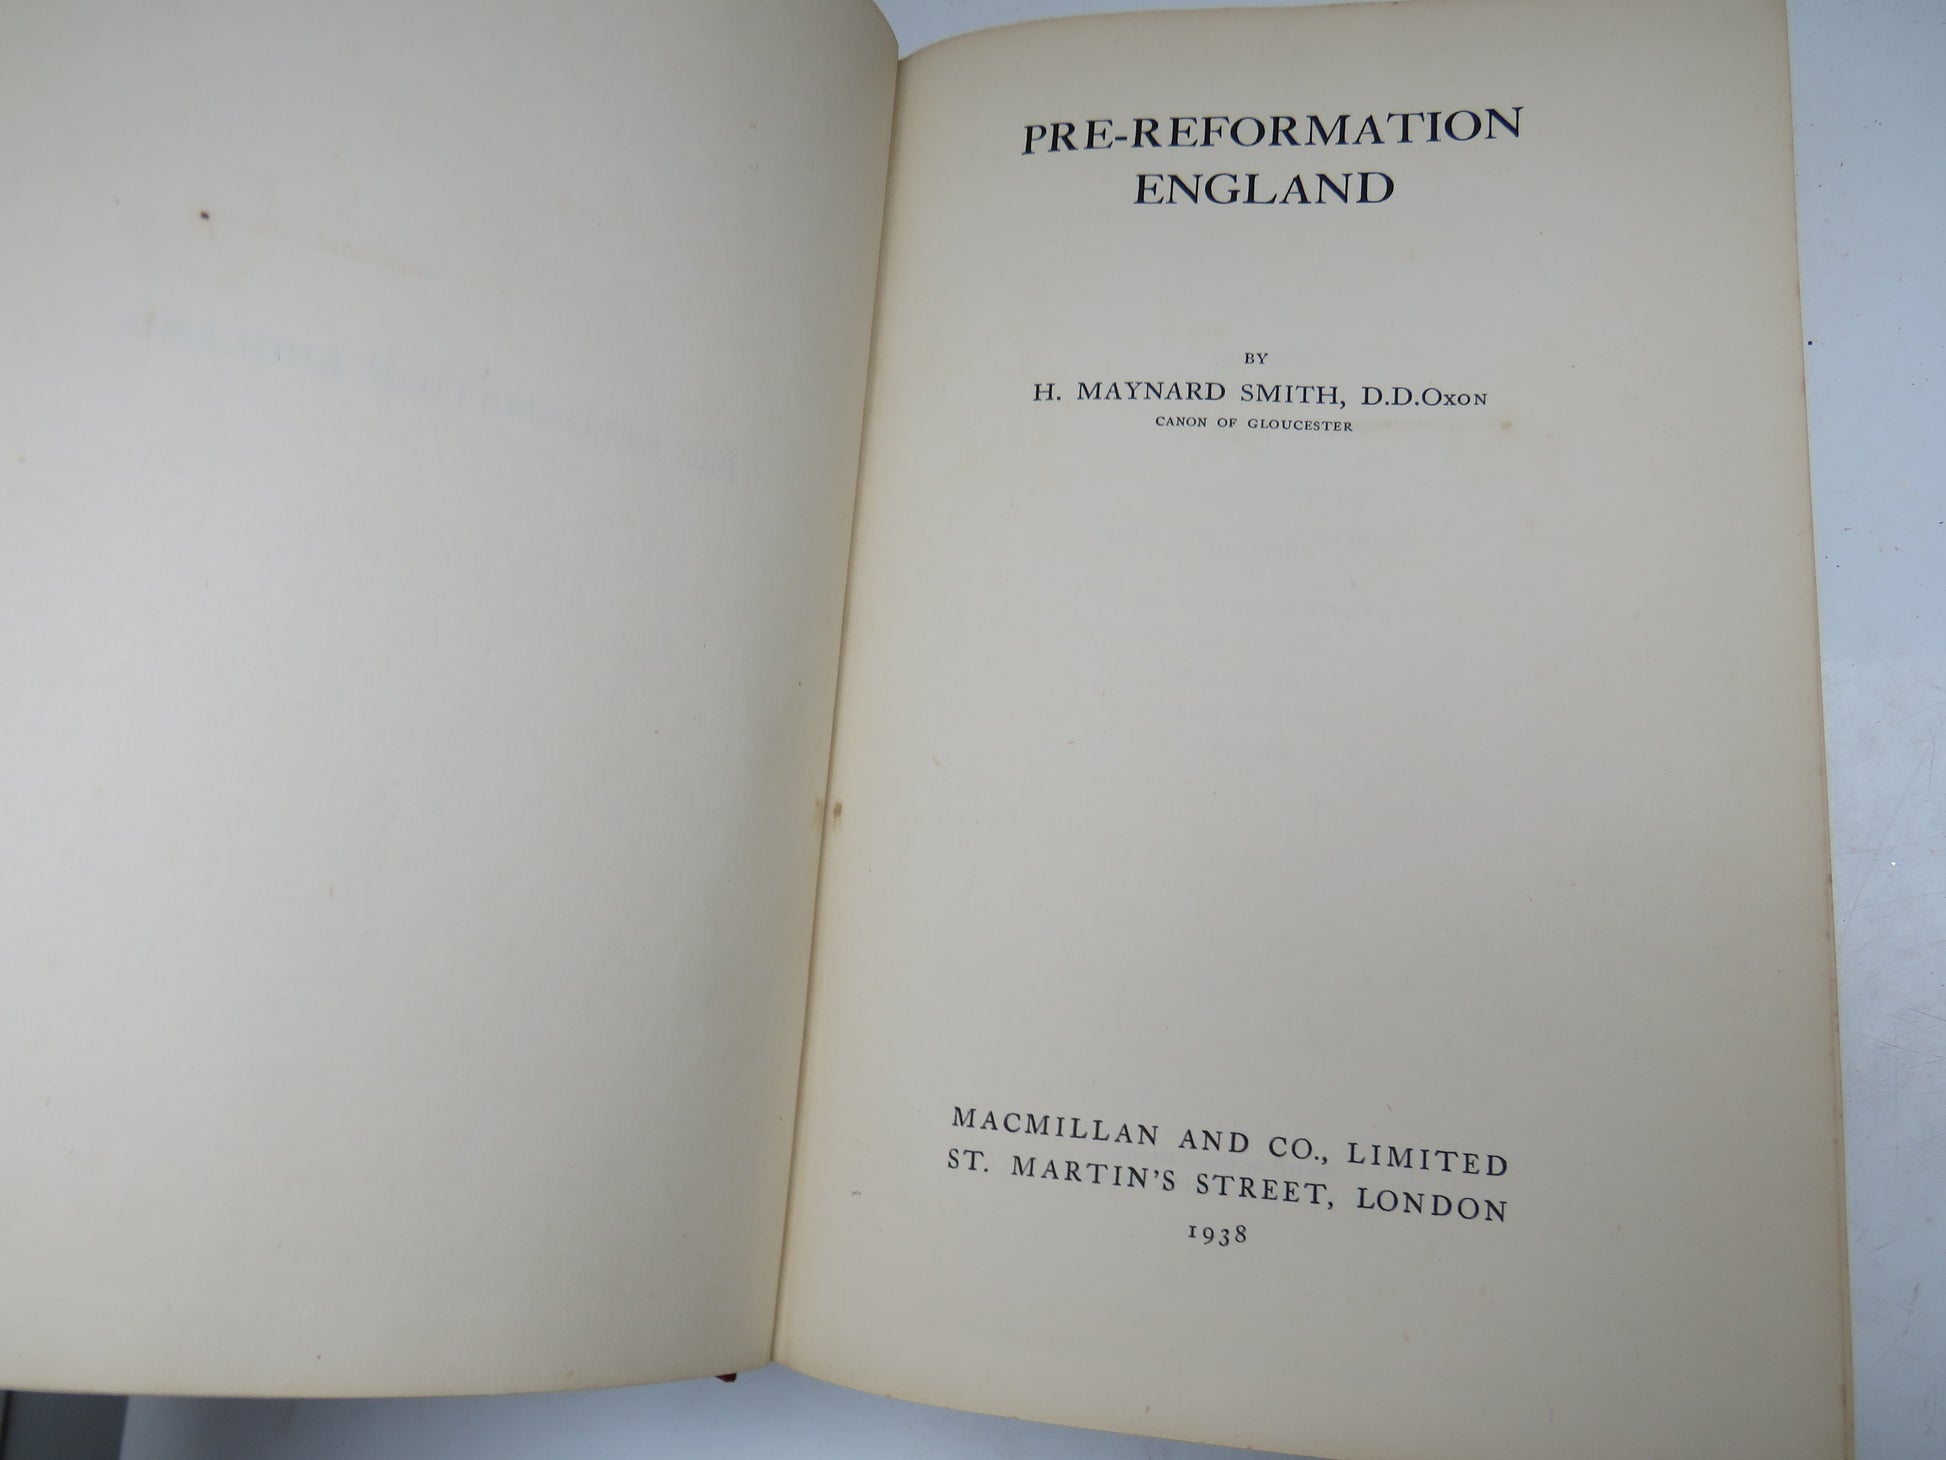 PRE-REFORMATION
ENGLAND
BY
H. MAYNARD SMITH, D.D.Oxon
CANON OF GLOUCESTER
MACMILLAN AND CO., LIMITED
ST. MARTIN'S STREET, LONDON
1938